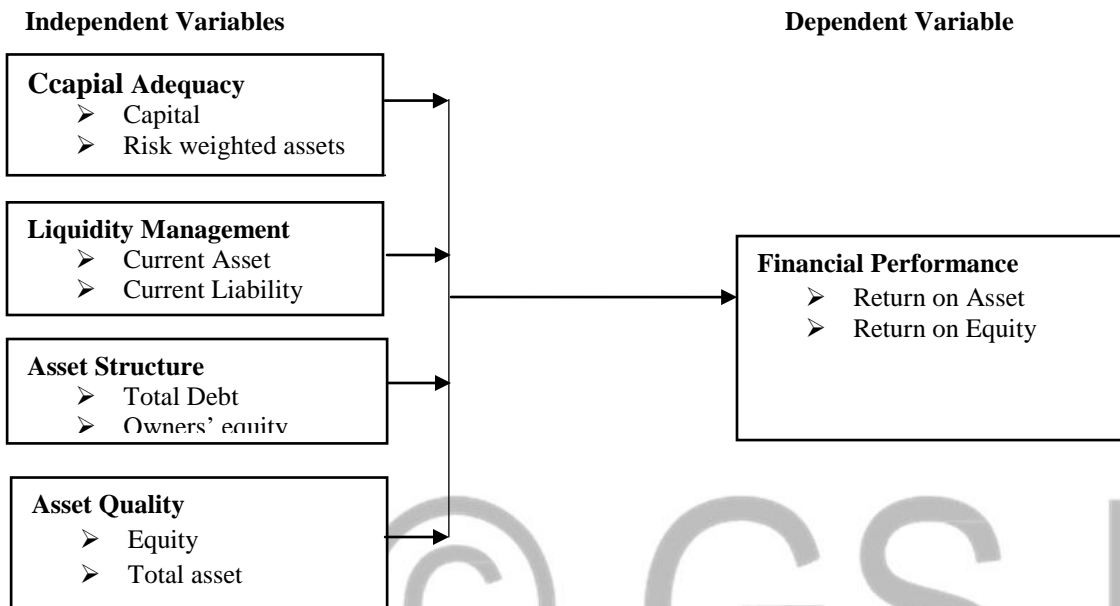 Independent Variables
Dependent Variable
Ccapial Adequacy
➢ Capital
➢ Risk weighted assets
Liquidity Management
➢ Current Asset
➢ Current Liability
Asset Structure
➢ Total Debt
➢ Owners' equity
Asset Quality
➢ Equity
➢ Total asset
Financial Performance
➢ Return on Asset
➢ Return on Equity
© GS